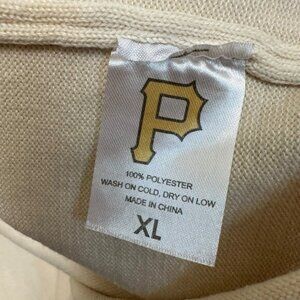 P
100% POLYESTER
WASH ON COLD, DRY ON LOW
MADE IN CHINA
XL